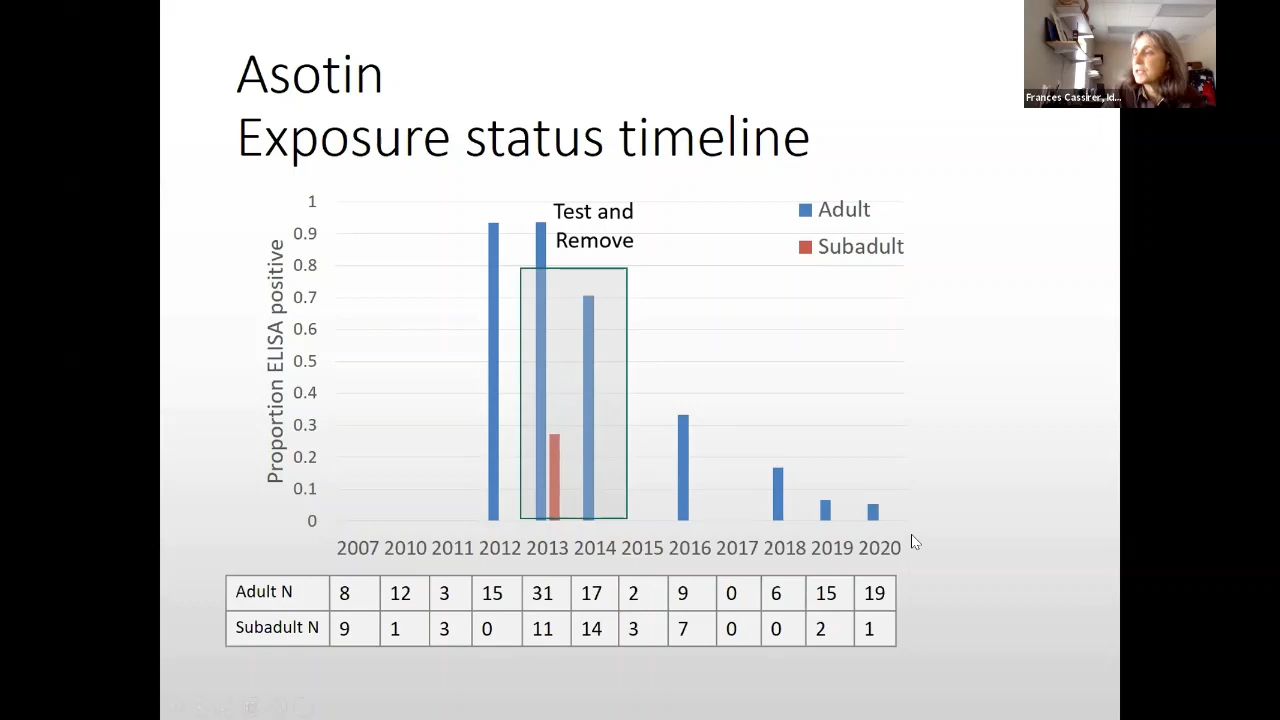 Asotin
Exposure status timeline
Frances Cassirer, Id...
Test and
Remove
Adult
Subadult
Proportion ELISA positive
1
0.9
0.8
0.7
0.6
0.5
0.4
0.3
0.2
0.1
0
2007 2010 2011 2012 2013 2014 2015 2016 2017 2018 2019 2020
Adult N 8 12 3 15 31 17 2 9 0 6 15 19
Subadult N 9 1 3 0 11 14 3 7 0 0 2 1